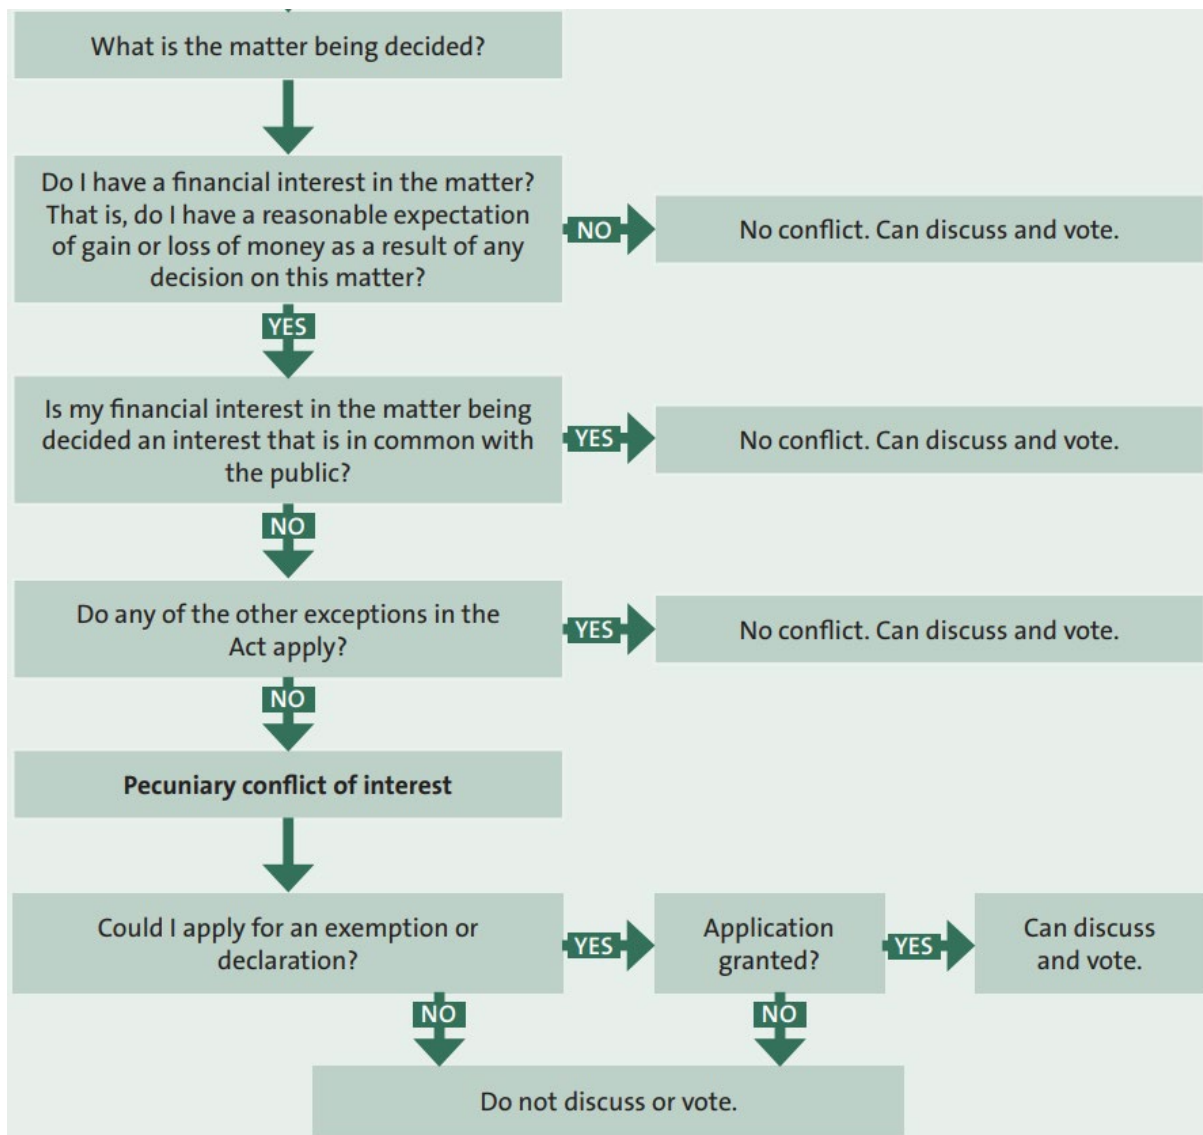 What is the matter being decided?
Do I have a financial interest in the matter?
That is, do I have a reasonable expectation
of gain or loss of money as a result of any
decision on this matter?
NO
No conflict. Can discuss and vote.
YES
Is my financial interest in the matter being
decided an interest that is in common with
the public?
YES
No conflict. Can discuss and vote.
NO
Do any of the other exceptions in the
Act apply?
YES
No conflict. Can discuss and vote.
NO
Pecuniary conflict of interest
Could I apply for an exemption or
declaration?
YES
Application
granted?
YES
Can discuss
and vote.
NO
NO
Do not discuss or vote.